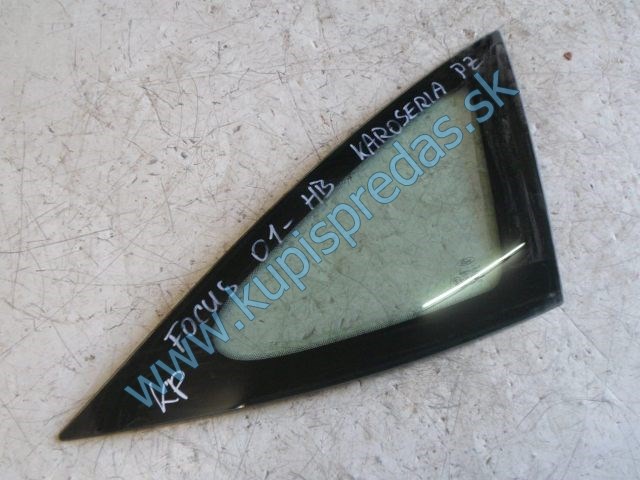 FOCUS 01- HB KAROSERIA PZ
KP
www.kupispredas.sk